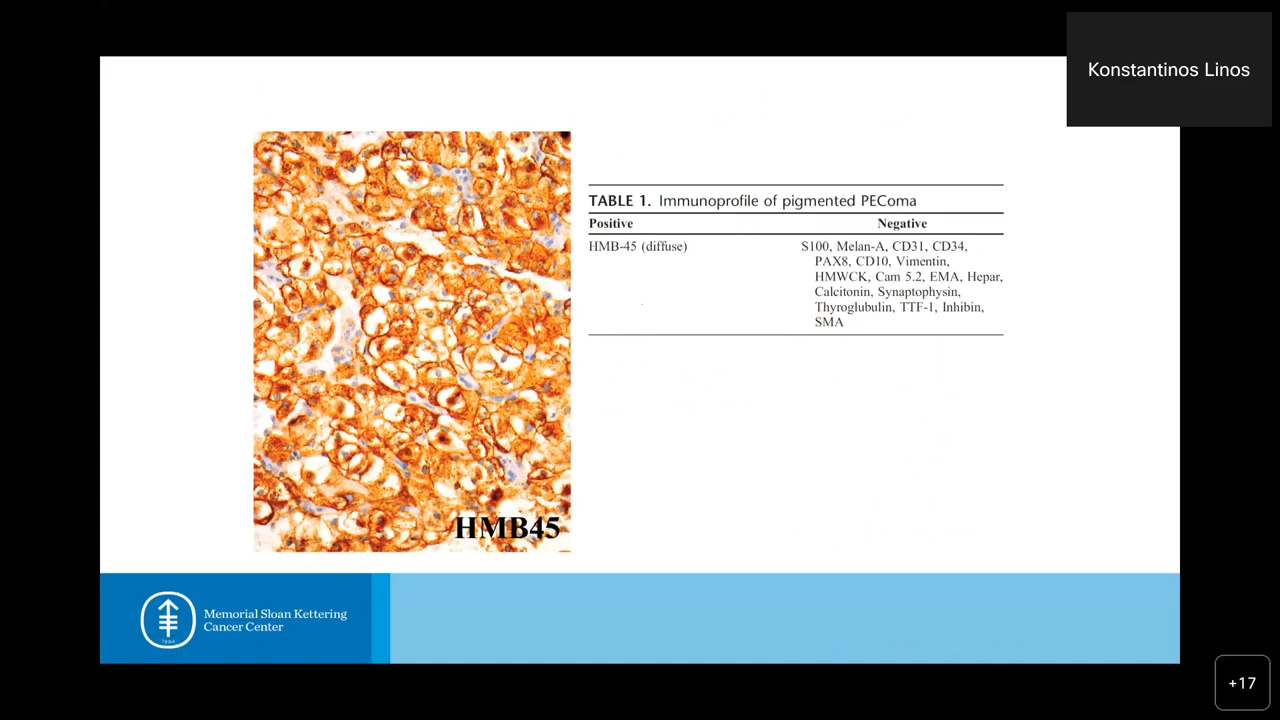 Konstantinos Linos
TABLE 1. Immunoprofile of pigmented PEComa
Positive Negative
HMB-45 (diffuse) S100, Melan-A, CD31, CD34,
PAX8, CD10, Vimentin,
HMWCK, Cam 5.2, EMA, Hepar,
Calcitonin, Synaptophysin,
Thyroglubulin, TTF-1, Inhibin,
SMA
HMB45
Memorial Sloan Kettering
Cancer Center
1884
+17